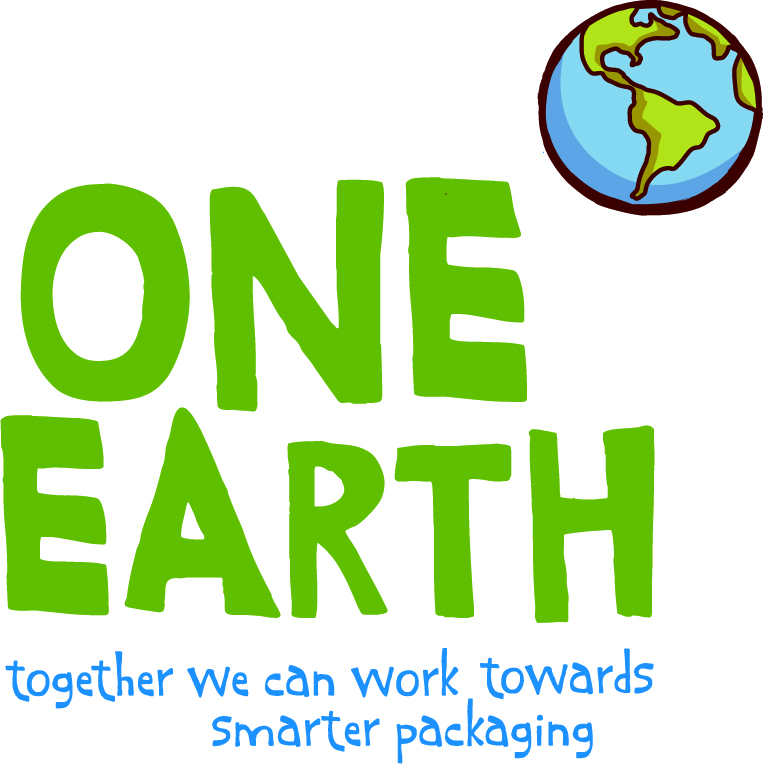 ONE
EARTH
together we can work towards
smarter packaging